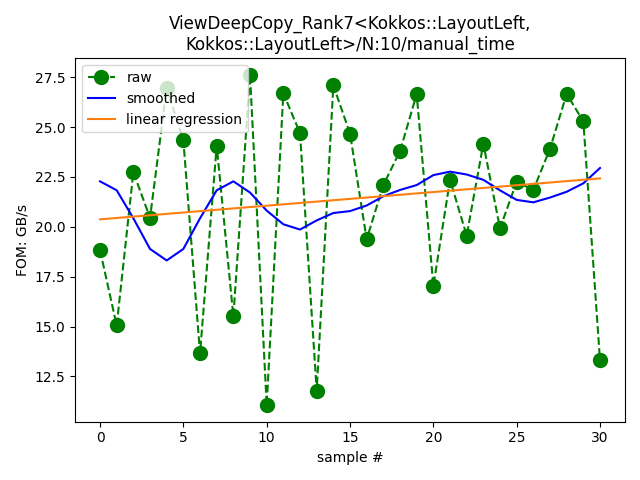 ViewDeepCopy_Rank7<Kokkos::LayoutLeft,
Kokkos::LayoutLeft>/N:10/manual_time
raw
smoothed
linear regression
FOM: GB/s
27.5
25.0
22.5
20.0
17.5
15.0
12.5
0
5
10
15
20
25
30
sample #